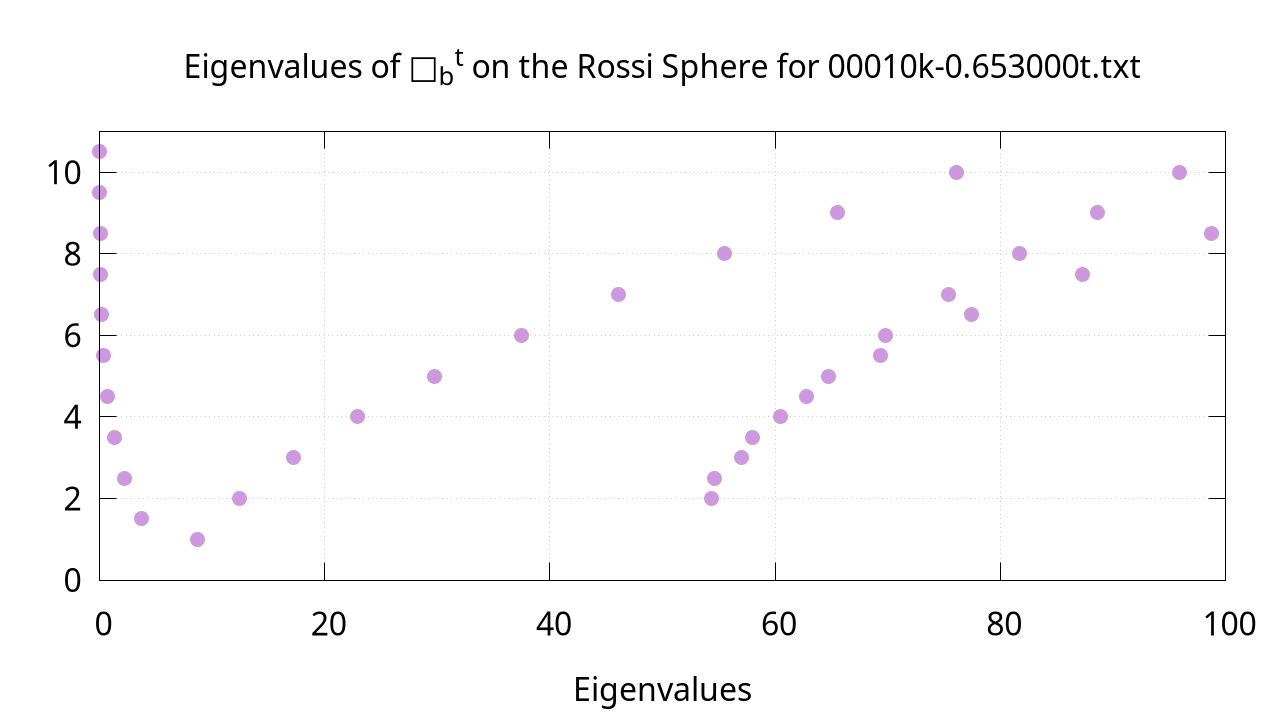 Eigenvalues of □bᵗ on the Rossi Sphere for 00010k-0.653000t.txt
10
8
6
4
2
0
0 20 40 60 80 100
Eigenvalues